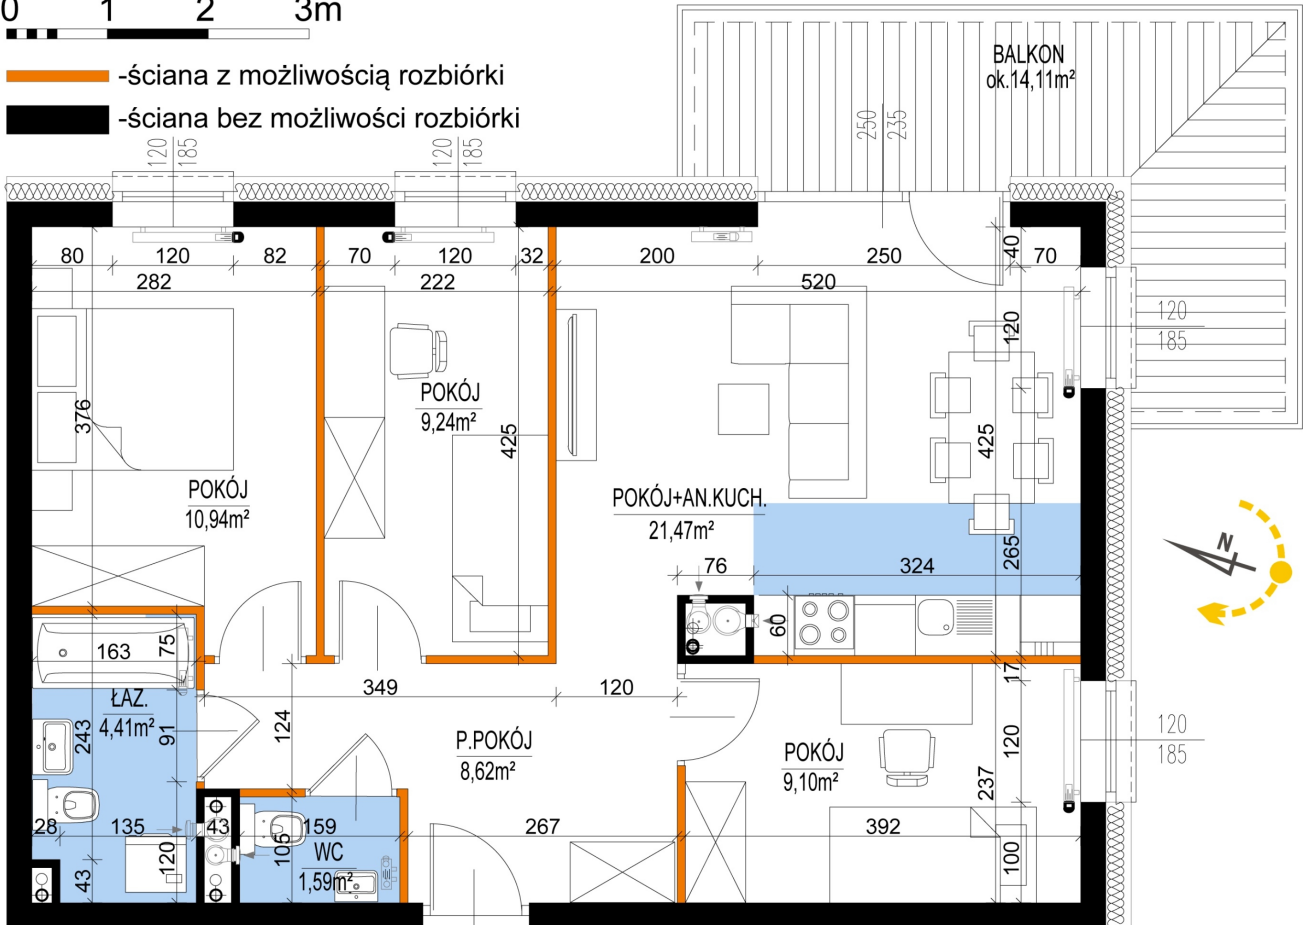 0 1 2 3m
-ściana z możliwością rozbiórki
-ściana bez możliwości rozbiórki
BALKON
ok.14,11m²
250
235
120
185
120
185
80 120 82 70 120 32 200 250 70
40
282 222 520
120
120
185
376
425
425
POKÓJ
9,24m²
POKÓJ
10,94m²
POKÓJ+AN.KUCH.
21,47m²
N
265
76 324
60
75
163
17
349 120
ŁAZ.
4,41m²
243
91
124
P.POKÓJ
8,62m²
POKÓJ
9,10m²
120
237
120
185
28 135 43 159 267 392
105
WC
1,59m²
43
120
100